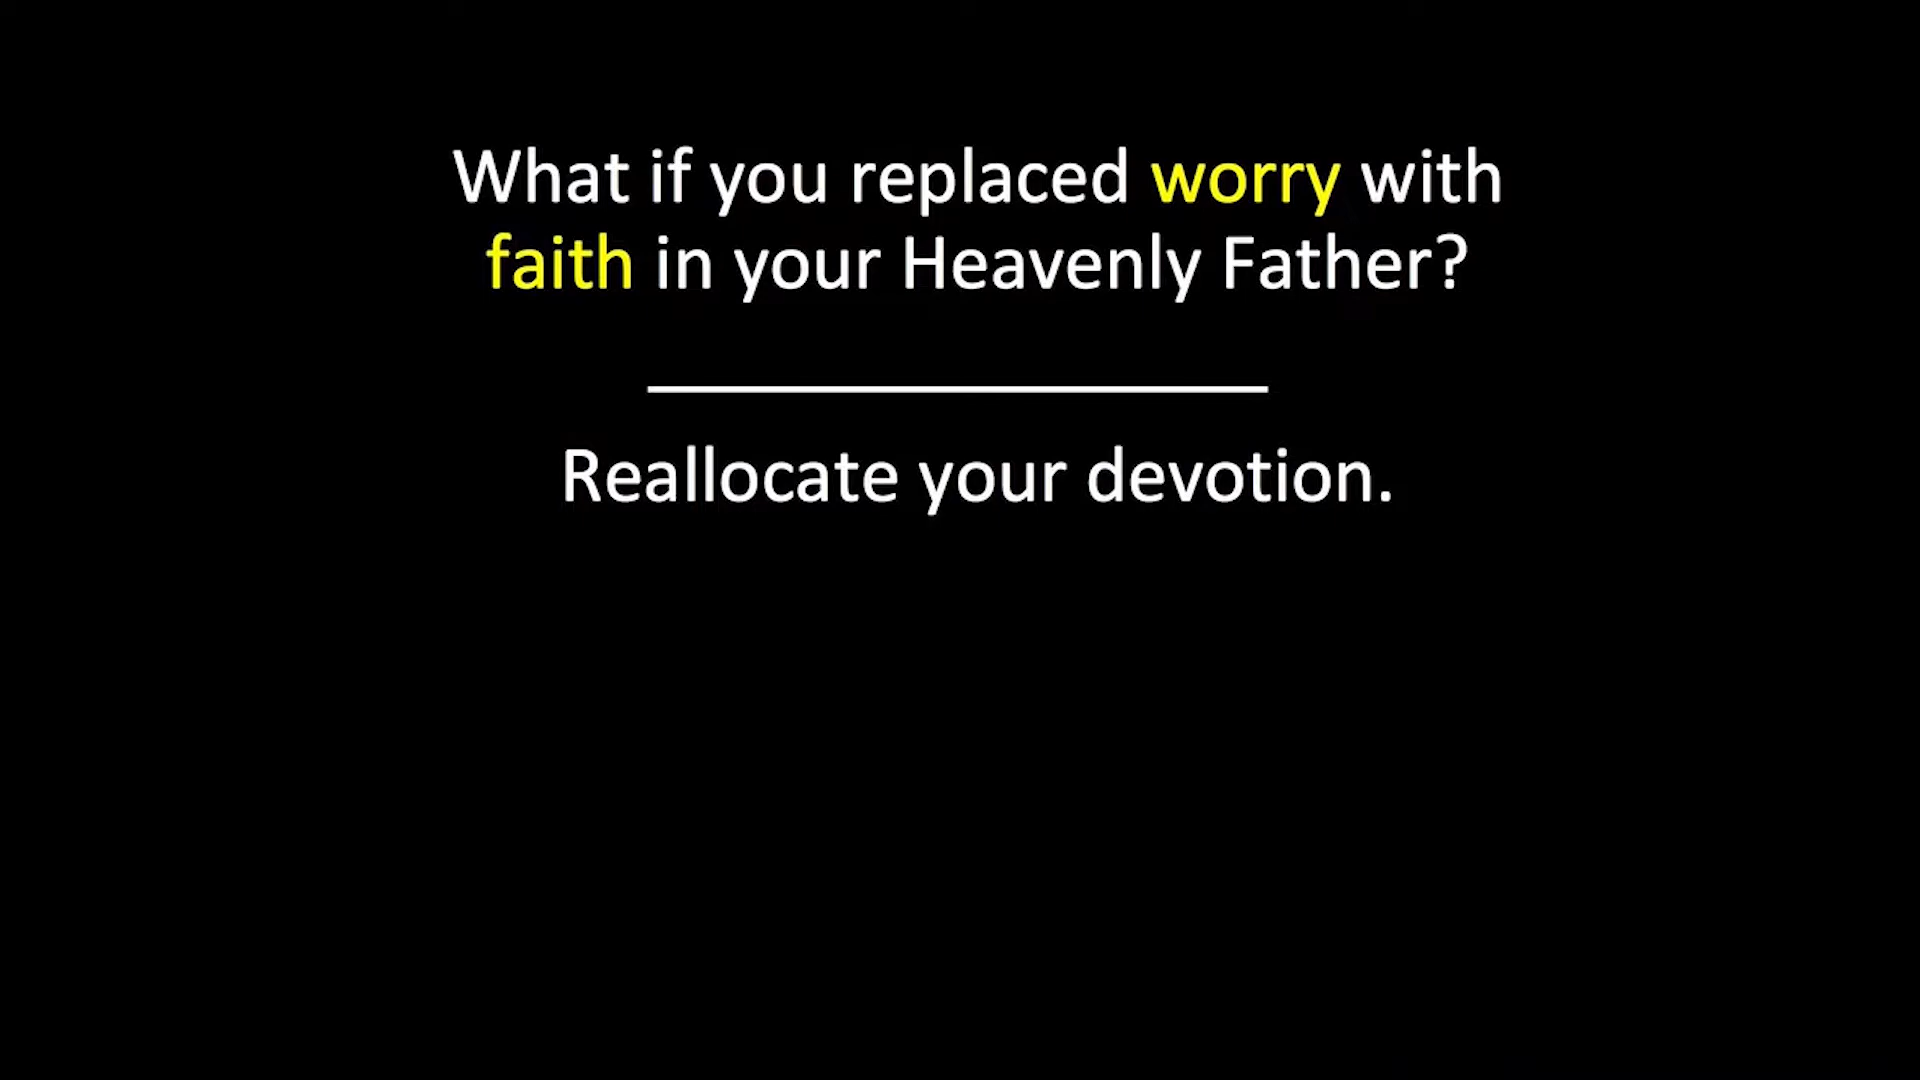 What if you replaced worry with
faith in your Heavenly Father?
Reallocate your devotion.